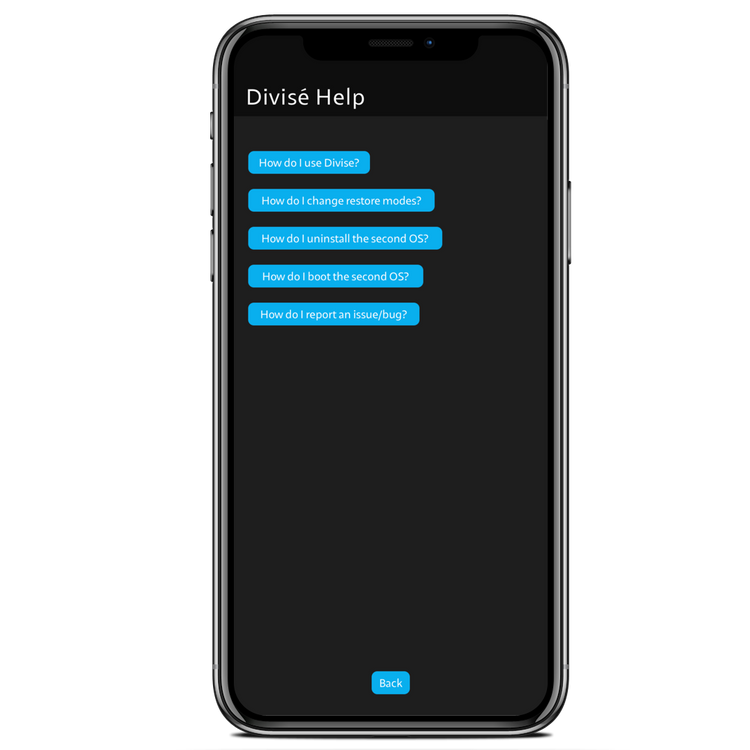 Divisé Help
How do I use Divise?
How do I change restore modes?
How do I uninstall the second OS?
How do I boot the second OS?
How do I report an issue/bug?
Back